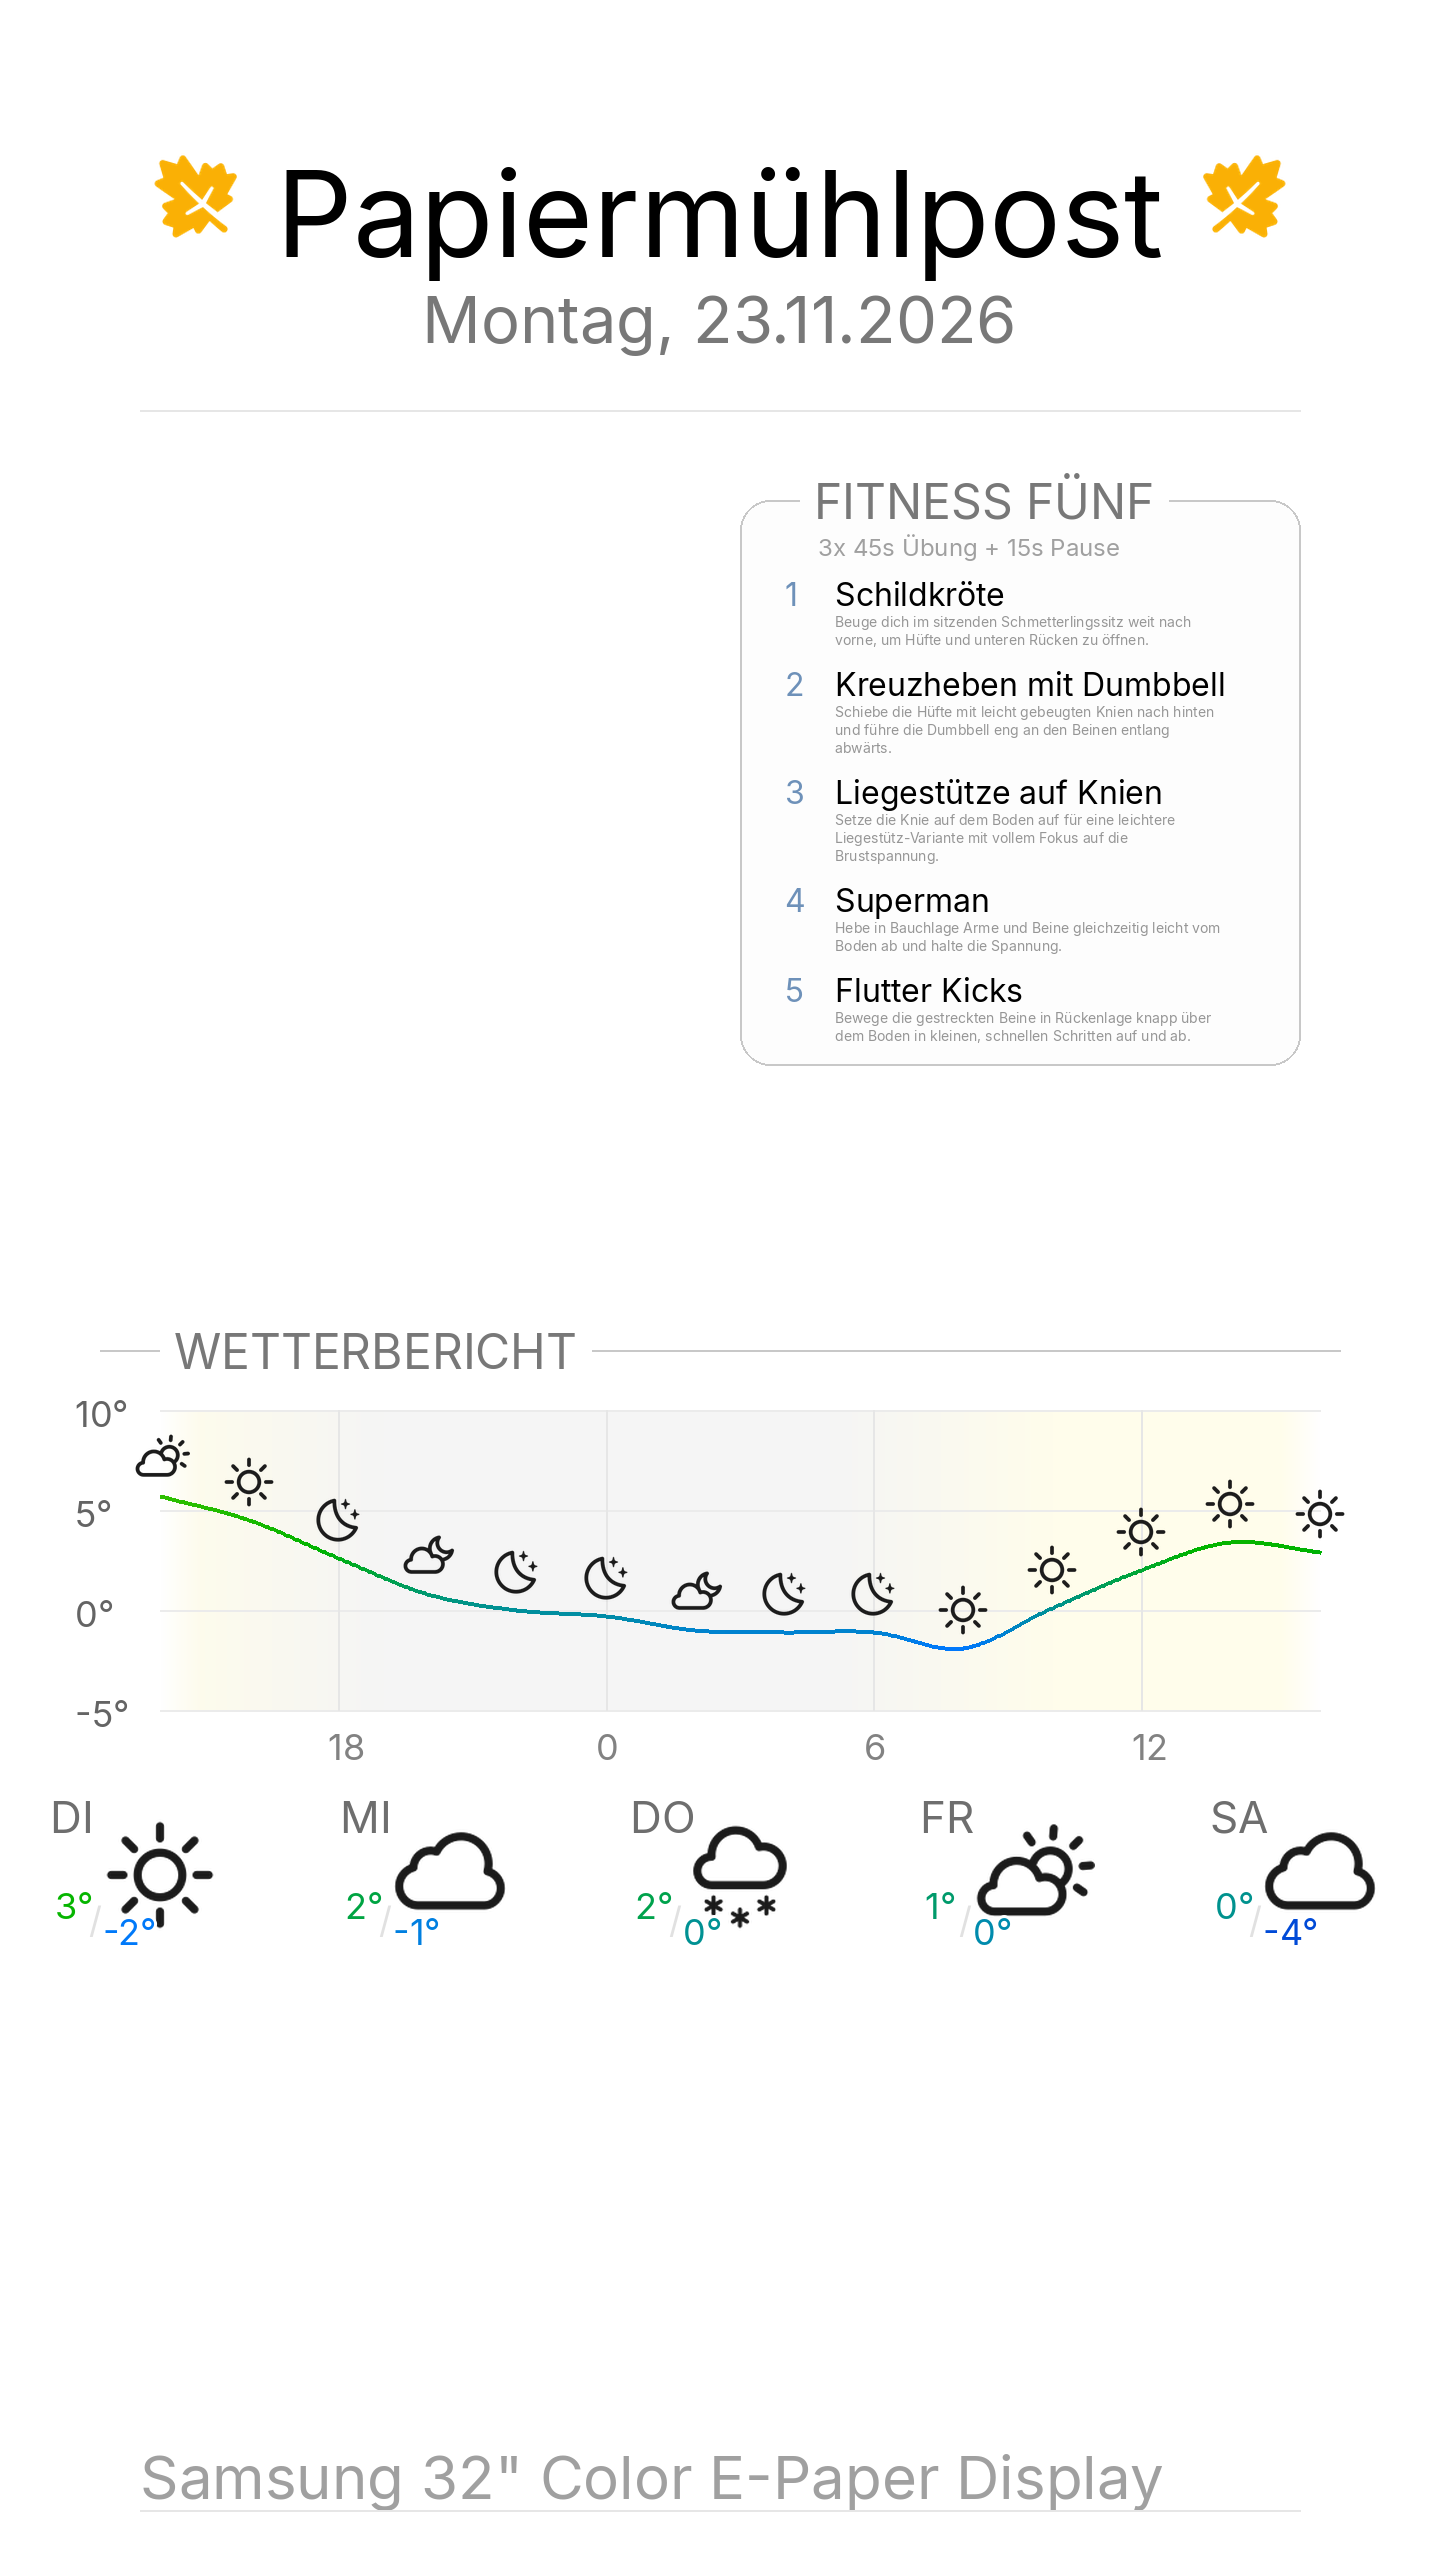 Papiermühlpost
Montag, 23.11.2026
FITNESS FÜNF
3x 45s Übung + 15s Pause
1 Schildkröte
Beuge dich im sitzenden Schmetterlingssitz weit nach
vorne, um Hüfte und unteren Rücken zu öffnen.
2 Kreuzheben mit Dumbbell
Schiebe die Hüfte mit leicht gebeugten Knien nach hinten
und führe die Dumbbell eng an den Beinen entlang
abwärts.
3 Liegestütze auf Knien
Setze die Knie auf dem Boden auf für eine leichtere
Liegestütz-Variante mit vollem Fokus auf die
Brustspannung.
4 Superman
Hebe in Bauchlage Arme und Beine gleichzeitig leicht vom
Boden ab und halte die Spannung.
5 Flutter Kicks
Bewege die gestreckten Beine in Rückenlage knapp über
dem Boden in kleinen, schnellen Schritten auf und ab.
WETTERBERICHT
10°
5°
0°
-5°
18 0 6 12
DI MI DO FR SA
3°/-2° 2°/-1° 2°/0° 1°/0° 0°/-4°
Samsung 32" Color E-Paper Display